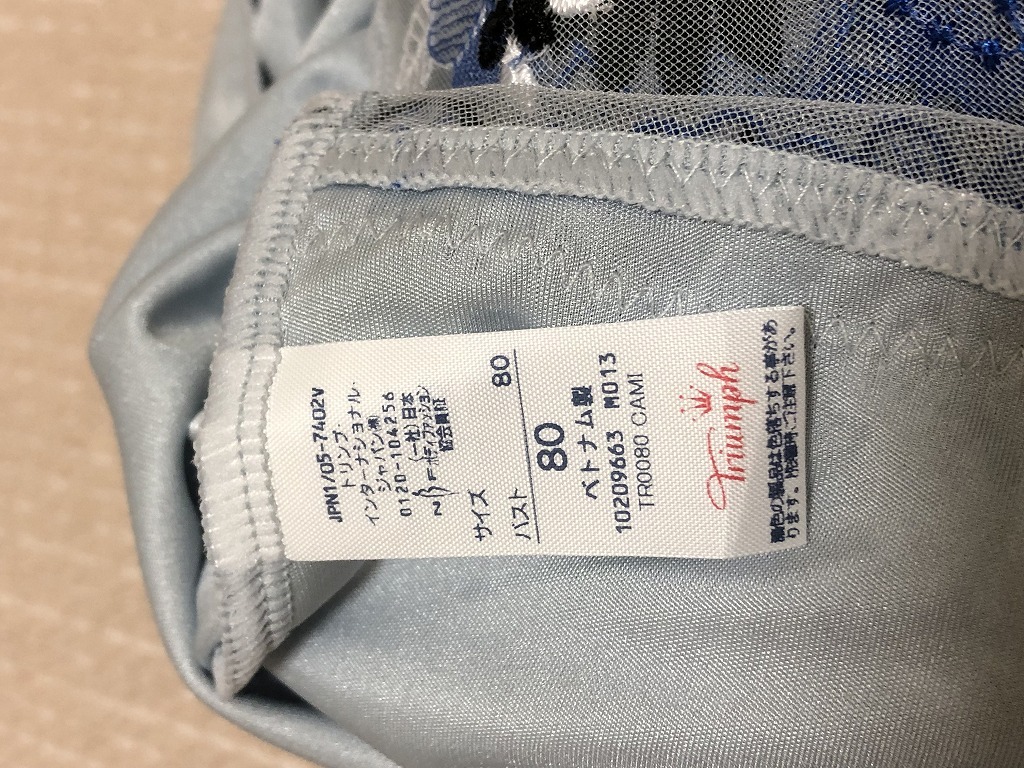 JPN1/05-7402V
トリンプ・
インターナショナル・
ジャパン(株)
0120-104256
NBF (一社)日本
ボディファッション
協会員証
サイズ
バスト 80
80
ベトナム製
10209663 M013
TR0080 CAMI
Triumph
濃色の製品は色落ちする事があ
ります。洗濯時にご注意下さい。